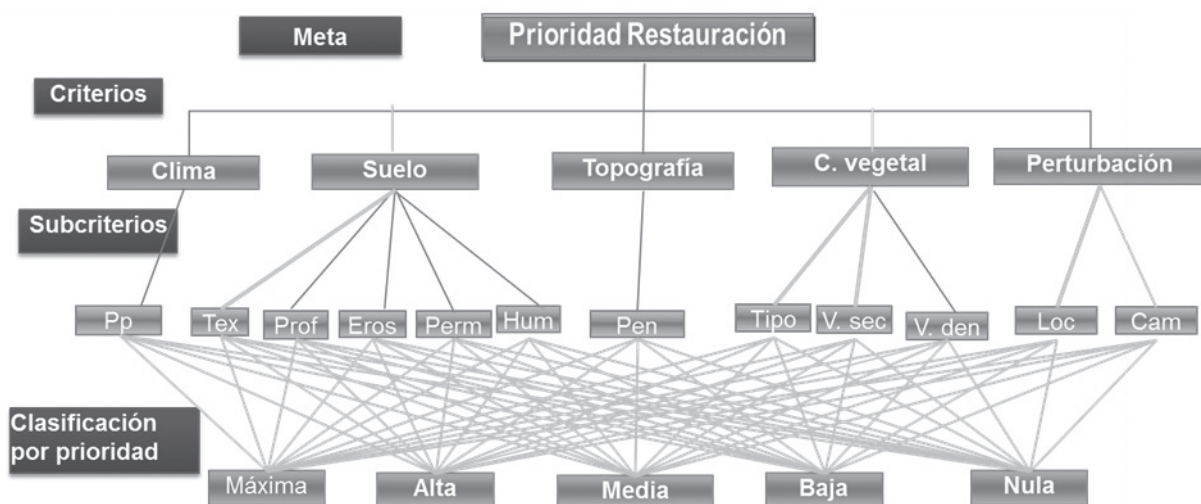 Meta
Prioridad Restauración
Criterios
Clima
Suelo
Topografía
C. vegetal
Perturbación
Subcriterios
Pp
Tex
Prof
Eros
Perm
Hum
Pen
Tipo
V. sec
V. den
Loc
Cam
Clasificación
por prioridad
Máxima
Alta
Media
Baja
Nula